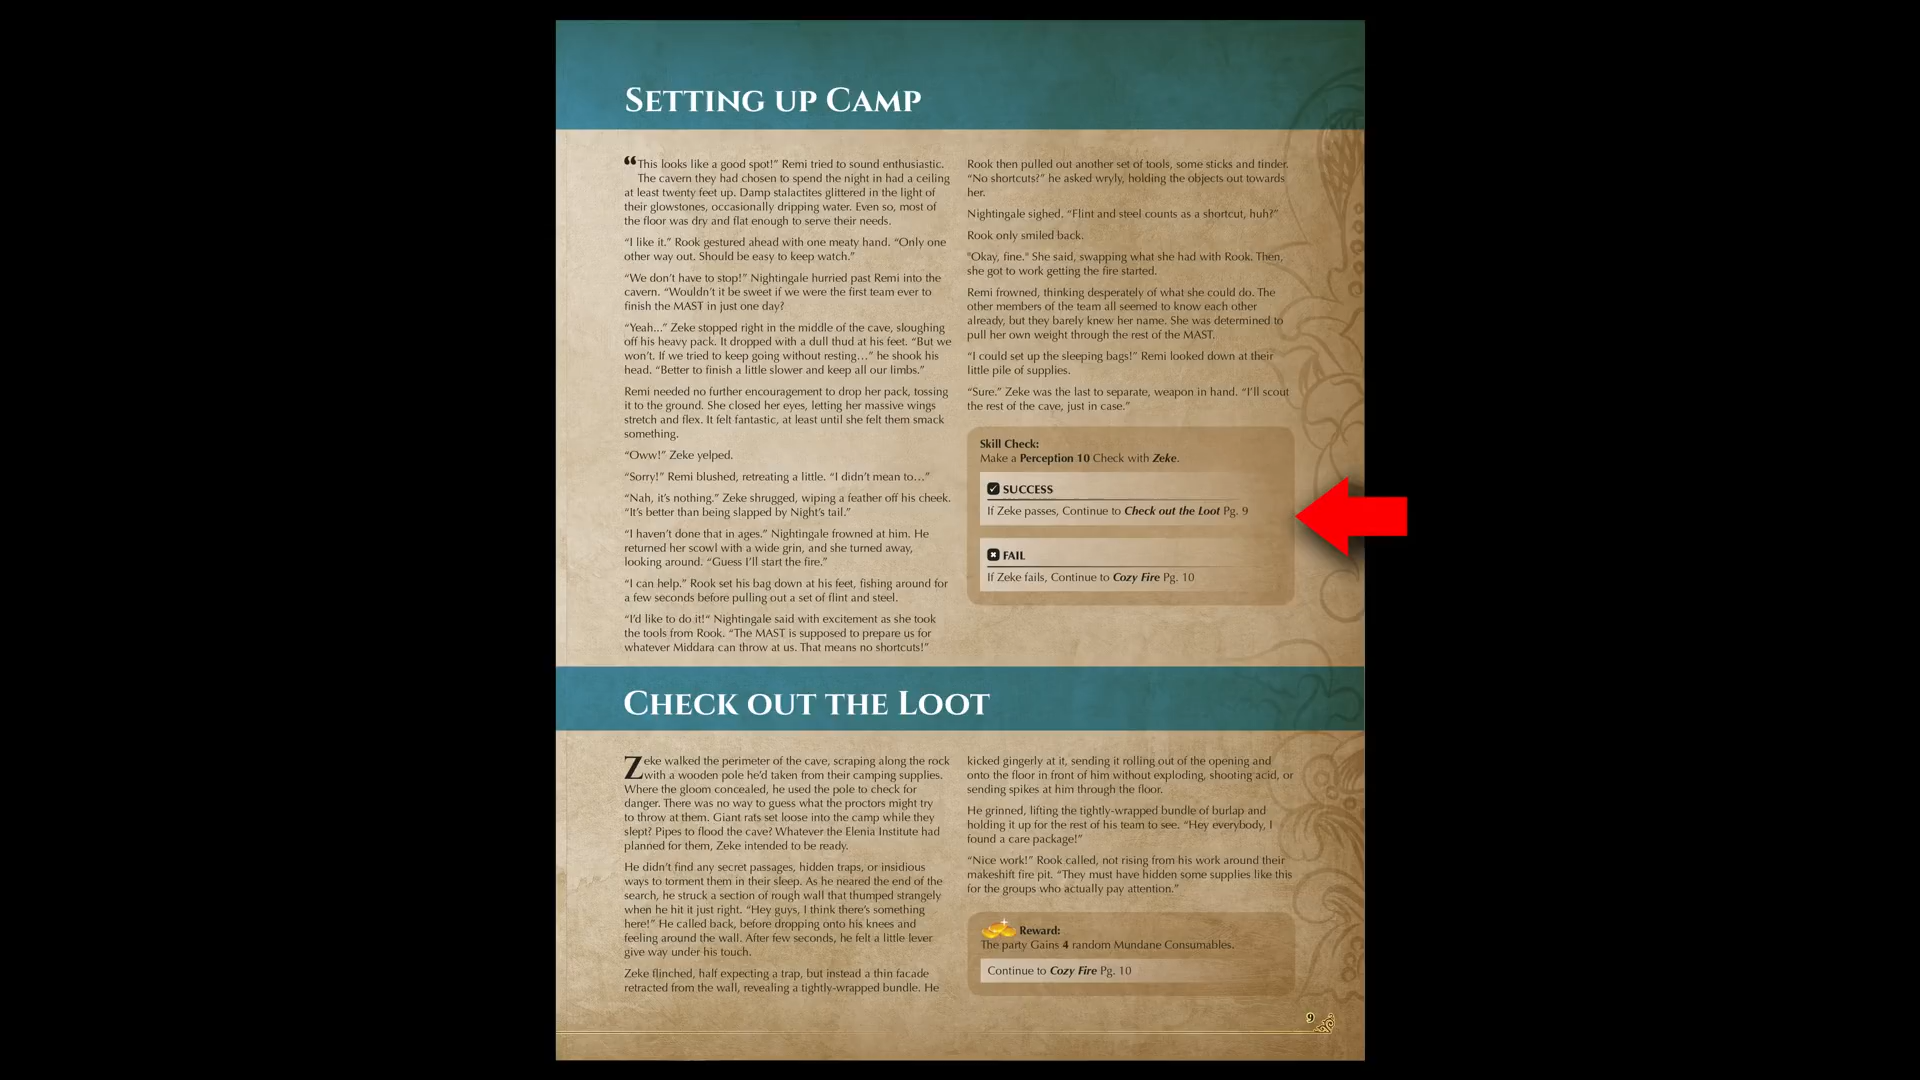 SETTING UP CAMP
“This looks like a good spot!” Remi tried to sound enthusiastic.
The cavern they had chosen to spend the night in had a ceiling
at least twenty feet up. Damp stalactites glittered in the light of
their glowstones, occasionally dripping water. Even so, most of
the floor was dry and flat enough to serve their needs.
“I like it.” Rook gestured ahead with one meaty hand. “Only one
other way out. Should be easy to keep watch.”
“We don’t have to stop!” Nightingale hurried past Remi into the
cavern. “Wouldn’t it be sweet if we were the first team ever to
finish the MAST in just one day?
“Yeah...” Zeke stopped right in the middle of the cave, sloughing
off his heavy pack. It dropped with a dull thud at his feet. “But we
won’t. If we tried to keep going without resting…” he shook his
head. “Better to finish a little slower and keep all our limbs.”
Remi needed no further encouragement to drop her pack, tossing
it to the ground. She closed her eyes, letting her massive wings
stretch and flex. It felt fantastic, at least until she felt them smack
something.
“Oww!” Zeke yelped.
“Sorry!” Remi blushed, retreating a little. “I didn’t mean to…”
“Nah, it’s nothing.” Zeke shrugged, wiping a feather off his cheek.
“It’s better than being slapped by Night’s tail.”
“I haven’t done that in ages.” Nightingale frowned at him. He
returned her scowl with a wide grin, and she turned away,
looking around. “Guess I’ll start the fire.”
“I can help.” Rook set his bag down at his feet, fishing around for
a few seconds before pulling out a set of flint and steel.
“I’d like to do it!“ Nightingale said with excitement as she took
the tools from Rook. “The MAST is supposed to prepare us for
whatever Middara can throw at us. That means no shortcuts!”
Rook then pulled out another set of tools, some sticks and tinder.
“No shortcuts?” he asked wryly, holding the objects out towards
her.
Nightingale sighed. “Flint and steel counts as a shortcut, huh?”
Rook only smiled back.
"Okay, fine." She said, swapping what she had with Rook. Then,
she got to work getting the fire started.
Remi frowned, thinking desperately of what she could do. The
other members of the team all seemed to know each other
already, but they barely knew her name. She was determined to
pull her own weight through the rest of the MAST.
“I could set up the sleeping bags!” Remi looked down at their
little pile of supplies.
“Sure.” Zeke was the last to separate, weapon in hand. “I’ll scout
the rest of the cave, just in case.”
Skill Check:
Make a Perception 10 Check with Zeke.
SUCCESS
If Zeke passes, Continue to Check out the Loot Pg. 9
FAIL
If Zeke fails, Continue to Cozy Fire Pg. 10
CHECK OUT THE LOOT
Zeke walked the perimeter of the cave, scraping along the rock
with a wooden pole he’d taken from their camping supplies.
Where the gloom concealed, he used the pole to check for
danger. There was no way to guess what the proctors might try
to throw at them. Giant rats set loose into the camp while they
slept? Pipes to flood the cave? Whatever the Elenia Institute had
planned for them, Zeke intended to be ready.
He didn’t find any secret passages, hidden traps, or insidious
ways to torment them in their sleep. As he neared the end of the
search, he struck a section of rough wall that thumped strangely
when he hit it just right. “Hey guys, I think there’s something
here!” He called back, before dropping onto his knees and
feeling around the wall. After few seconds, he felt a little lever
give way under his touch.
Zeke flinched, half expecting a trap, but instead a thin facade
retracted from the wall, revealing a tightly-wrapped bundle. He
kicked gingerly at it, sending it rolling out of the opening and
onto the floor in front of him without exploding, shooting acid, or
sending spikes at him through the floor.
He grinned, lifting the tightly-wrapped bundle of burlap and
holding it up for the rest of his team to see. “Hey everybody, I
found a care package!”
“Nice work!” Rook called, not rising from his work around their
makeshift fire pit. “They must have hidden some supplies like this
for the groups who actually pay attention.”
Reward:
The party Gains 4 random Mundane Consumables.
Continue to Cozy Fire Pg. 10
9